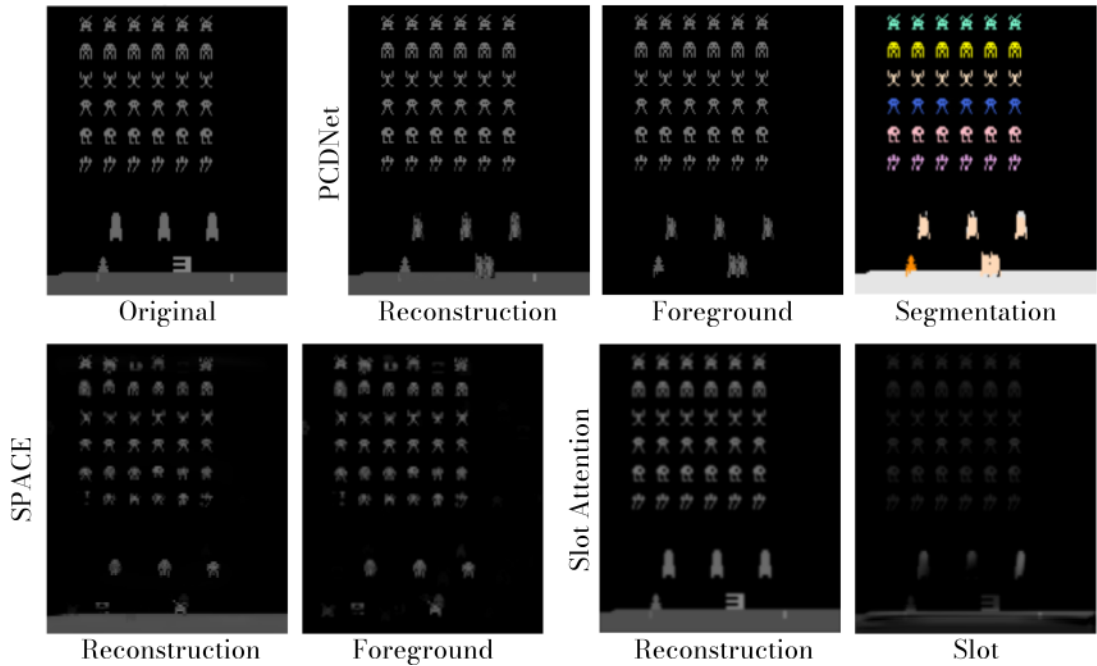 PCDNet
Original
Reconstruction
Foreground
Segmentation
SPACE
Slot Attention
Reconstruction
Foreground
Reconstruction
Slot